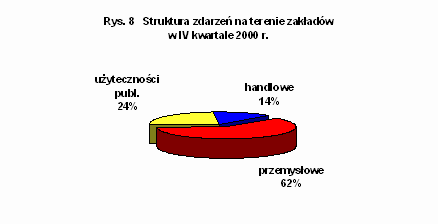 Rys. 8 Struktura zdarzeń na terenie zakładów
w IV kwartale 2000 r.
użyteczności
publ.
24%
handlowe
14%
przemysłowe
62%